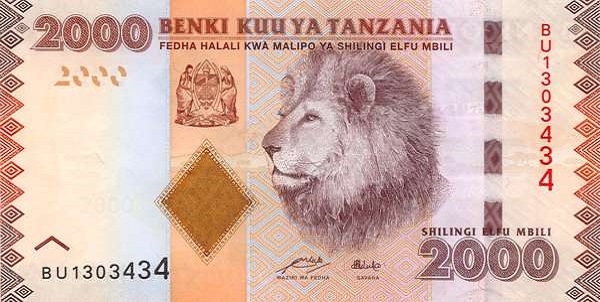 2000 BENKI KUU YA TANZANIA
FEDHA HALALI KWA MALIPO YA SHILINGI ELFU MBILI
2000
BU1303434
2000
SHILINGI ELFU MBILI
BU1303434
WAZIRI WA FEDHA
GAVANA
2000